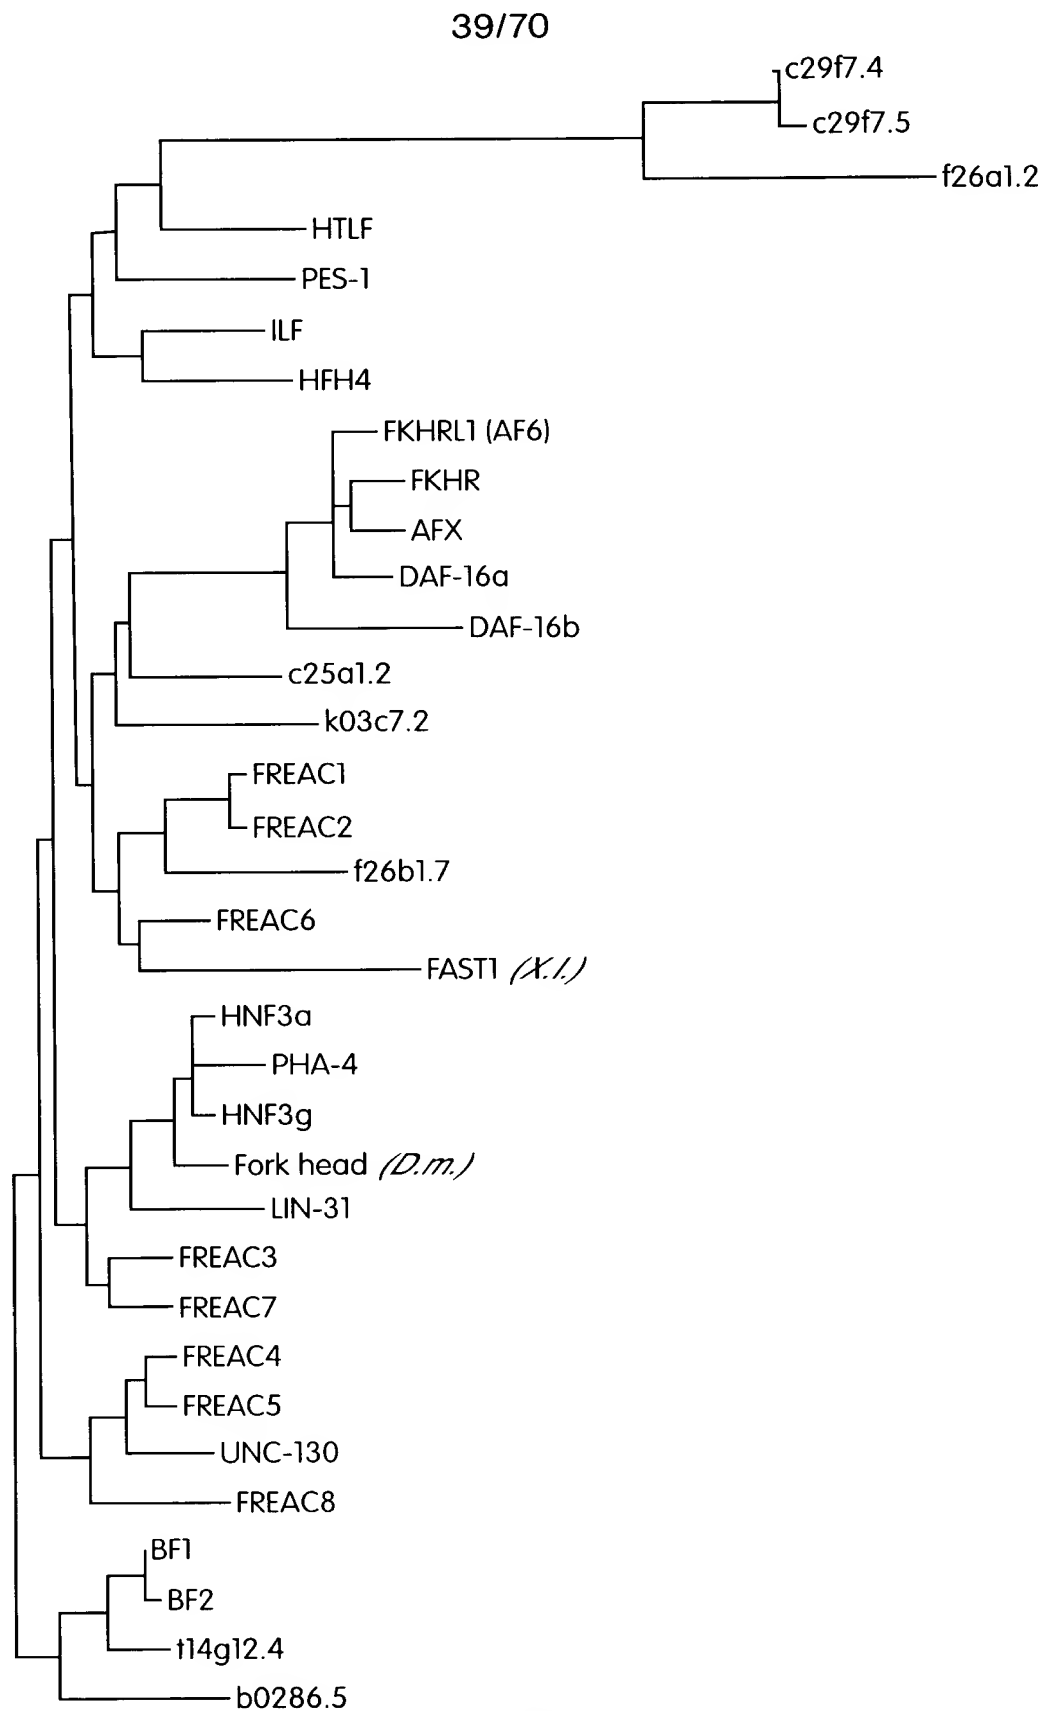 39/70
c29f7.4
c29f7.5
f26a1.2
HTLF
PES-1
ILF
HFH4
FKHRL1 (AF6)
FKHR
AFX
DAF-16a
DAF-16b
c25a1.2
k03c7.2
FREAC1
FREAC2
f26b1.7
FREAC6
FAST1 (X.l.)
HNF3a
PHA-4
HNF3g
Fork head (D.m.)
LIN-31
FREAC3
FREAC7
FREAC4
FREAC5
UNC-130
FREAC8
BF1
BF2
t14g12.4
b0286.5